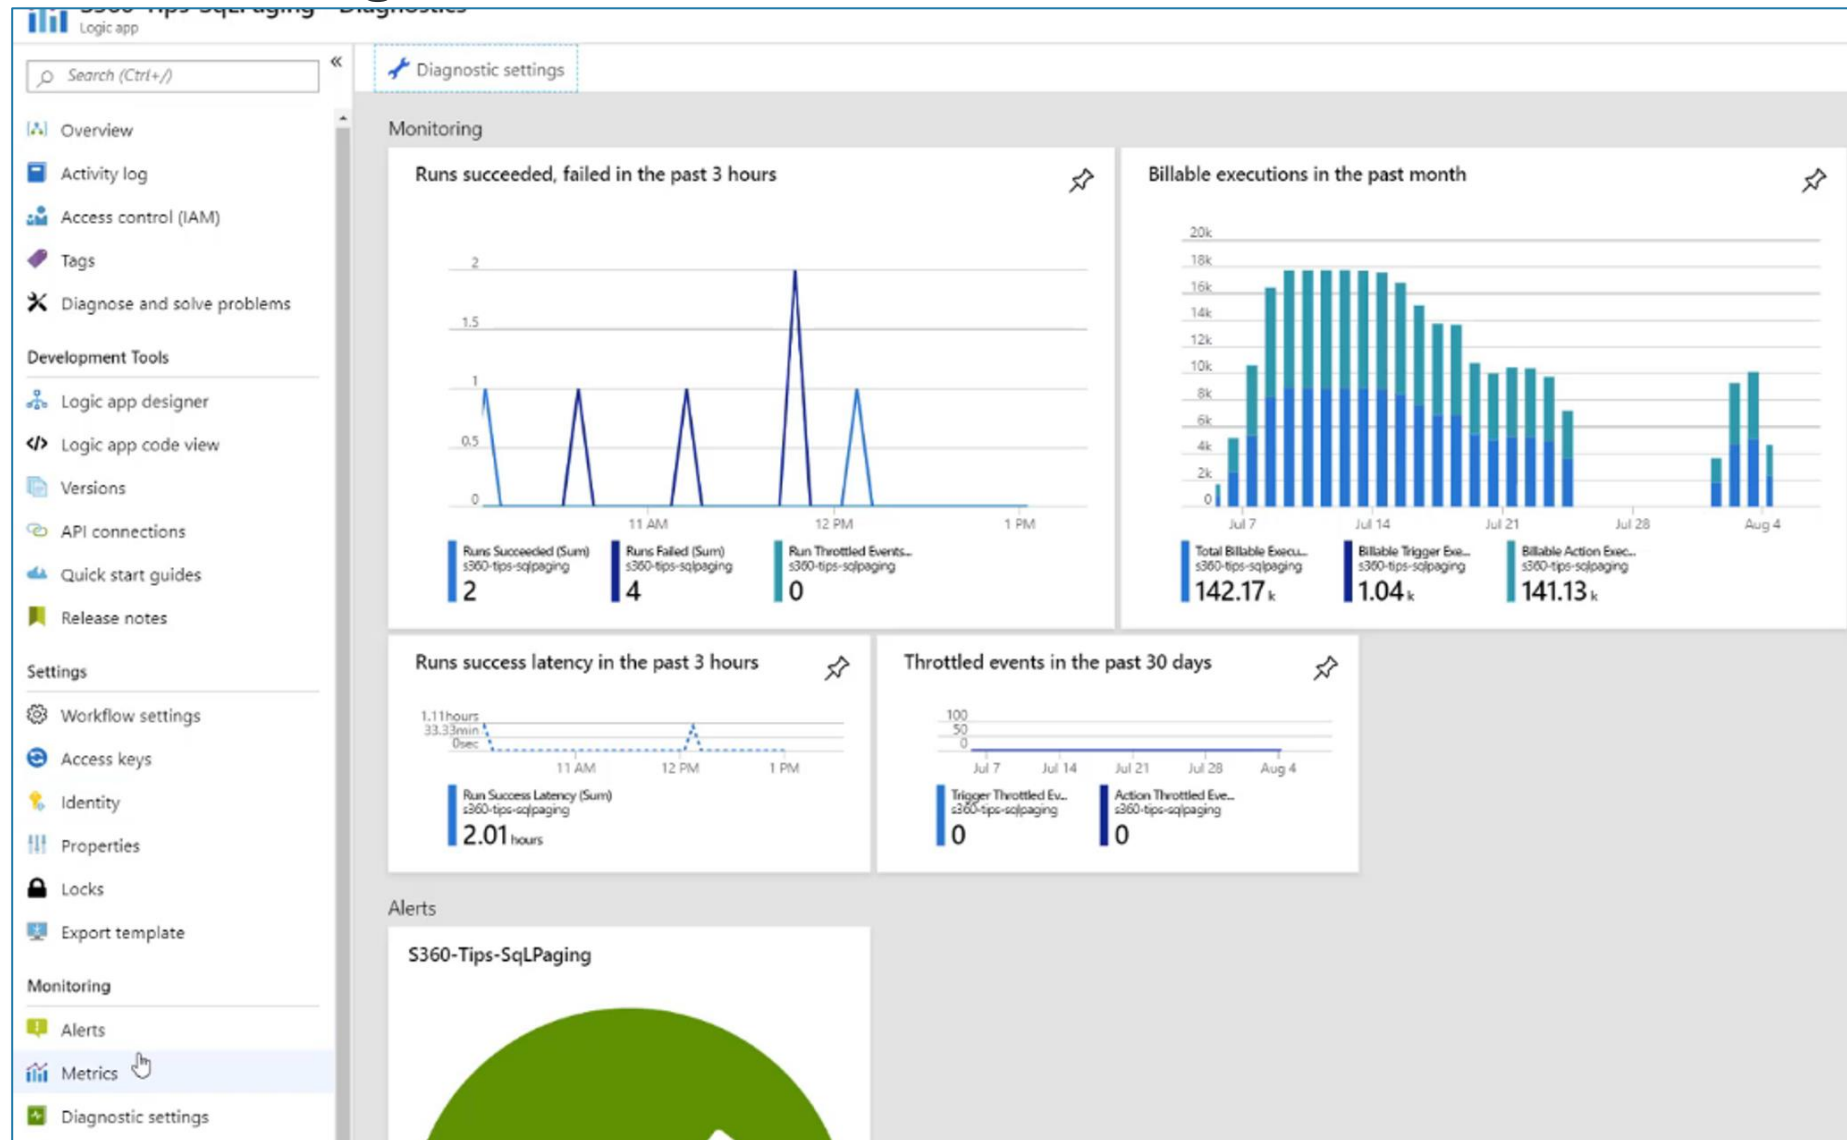 S360-Tips-SqLPaging - Diagnostics
Logic app
Search (Ctrl+/)
«
Overview
Activity log
Access control (IAM)
Tags
Diagnose and solve problems
Development Tools
Logic app designer
Logic app code view
Versions
API connections
Quick start guides
Release notes
Settings
Workflow settings
Access keys
Identity
Properties
Locks
Export template
Monitoring
Alerts
Metrics
Diagnostic settings
Diagnostic settings
Monitoring
Runs succeeded, failed in the past 3 hours
2
1.5
1
0.5
0
11 AM 12 PM 1 PM
Runs Succeeded (Sum)
s360-tips-sqlpaging
2
Runs Failed (Sum)
s360-tips-sqlpaging
4
Run Throttled Events...
s360-tips-sqlpaging
0
Billable executions in the past month
20k
18k
16k
14k
12k
10k
8k
6k
4k
2k
0
Jul 7 Jul 14 Jul 21 Jul 28 Aug 4
Total Billable Execu...
s360-tips-sqlpaging
142.17 k
Billable Trigger Exe...
s360-tips-sqlpaging
1.04 k
Billable Action Exec...
s360-tips-sqlpaging
141.13 k
Runs success latency in the past 3 hours
1.11hours
33.33min
0sec
11 AM 12 PM 1 PM
Run Success Latency (Sum)
s360-tips-sqlpaging
2.01 hours
Throttled events in the past 30 days
100
50
0
Jul 7 Jul 14 Jul 21 Jul 28 Aug 4
Trigger Throttled Ev...
s360-tips-sqlpaging
0
Action Throttled Eve...
s360-tips-sqlpaging
0
Alerts
S360-Tips-SqLPaging